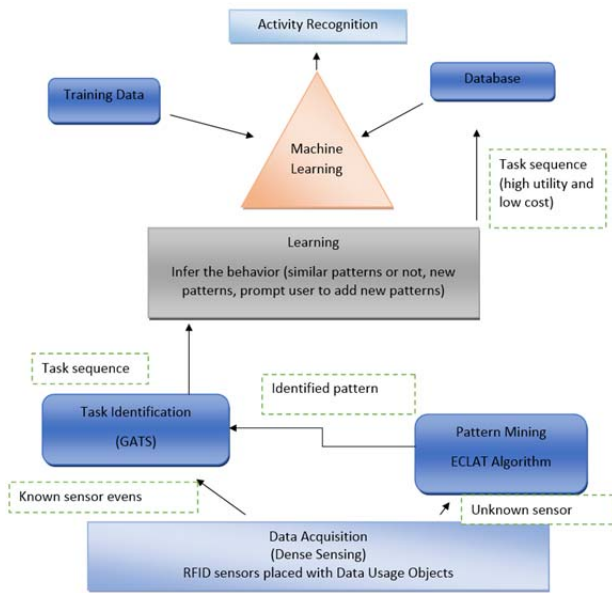 Activity Recognition
Training Data
Database
Machine
Learning
Task sequence
(high utility and
low cost)
Learning
Infer the behavior (similar patterns or not, new
patterns, prompt user to add new patterns)
Task sequence
Identified pattern
Task Identification
(GATS)
Pattern Mining
ECLAT Algorithm
Known sensor evens
Unknown sensor
Data Acquisition
(Dense Sensing)
RFID sensors placed with Data Usage Objects